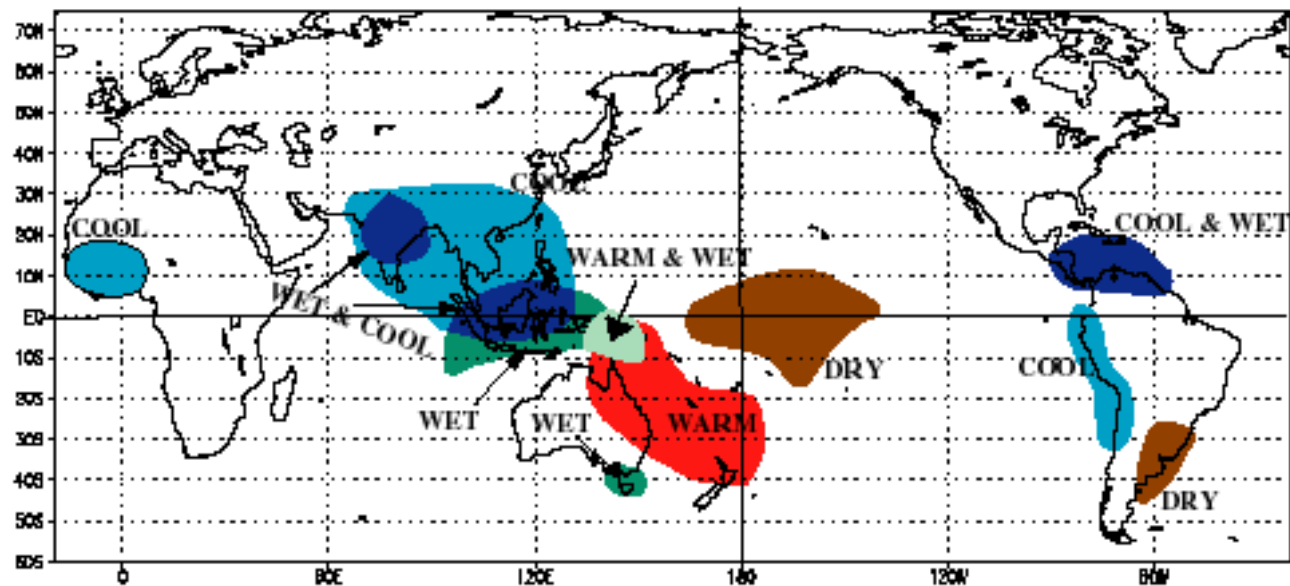 70N
60N
50N
40N
30N
20N
10N
EQ
10S
20S
30S
40S
50S
60S
COOL
COOL
COOL & WET
WARM & WET
WET & COOL
DRY
COOL
WET
WET
WARM
DRY
0 60E 120E 180 120W 60W